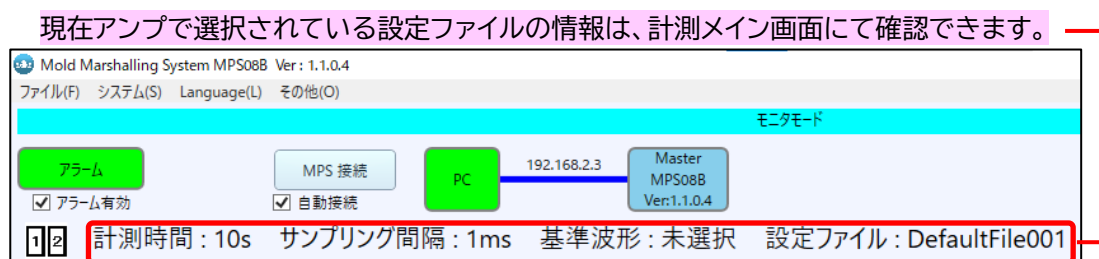 現在アンプで選択されている設定ファイルの情報は、計測メイン画面にて確認できます。
Mold Marshalling System MPS08B Ver : 1.1.0.4
ファイル(F) システム(S) Language(L) その他(O)
モニタモード
アラーム
アラーム有効
MPS 接続
自動接続
PC
192.168.2.3
Master
MPS08B
Ver:1.1.0.4
1 2 計測時間 : 10s サンプリング間隔 : 1ms 基準波形 : 未選択 設定ファイル : DefaultFile001